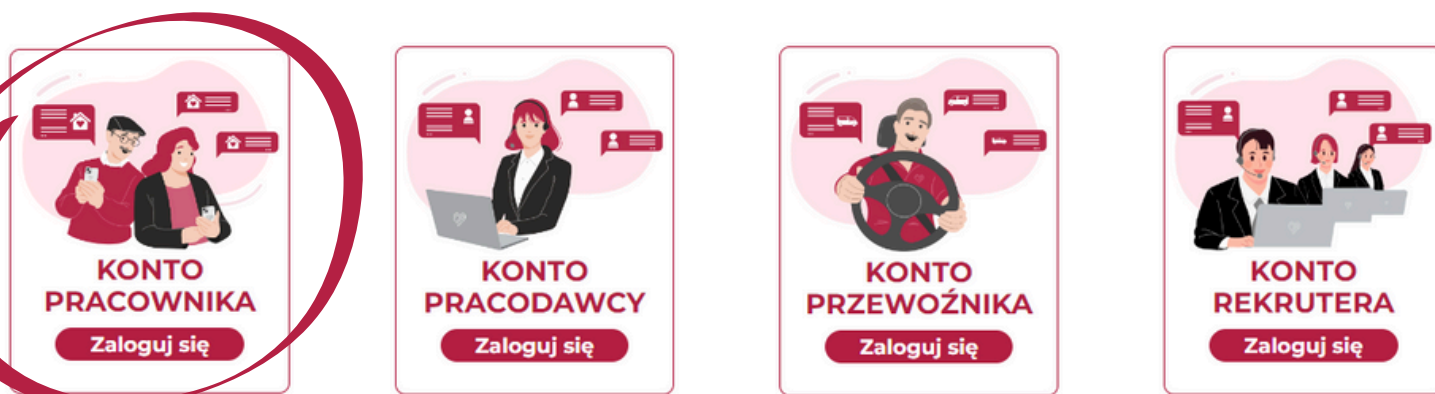 KONTO
PRACOWNIKA
Zaloguj się
KONTO
PRACODAWCY
Zaloguj się
KONTO
PRZEWOŹNIKA
Zaloguj się
KONTO
REKRUTERA
Zaloguj się